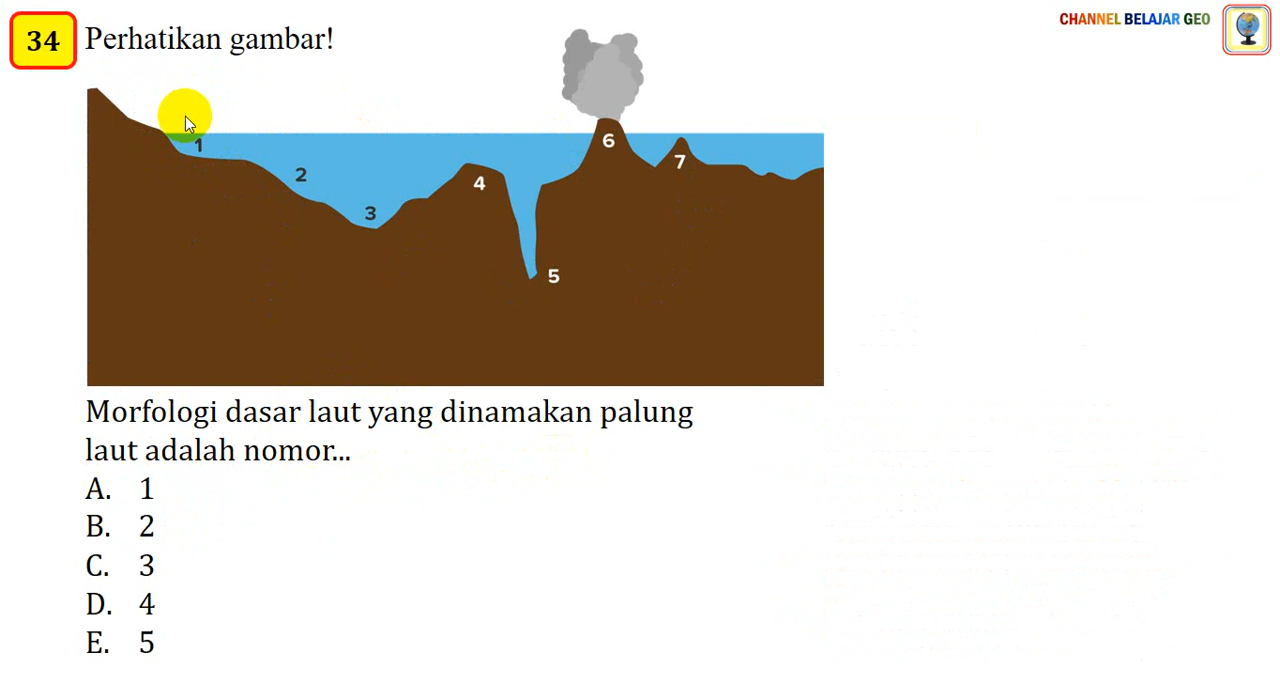 34 Perhatikan gambar!
CHANNEL BELAJAR GEO
1
2
3
4
5
6
7
Morfologi dasar laut yang dinamakan palung
laut adalah nomor...
A. 1
B. 2
C. 3
D. 4
E. 5